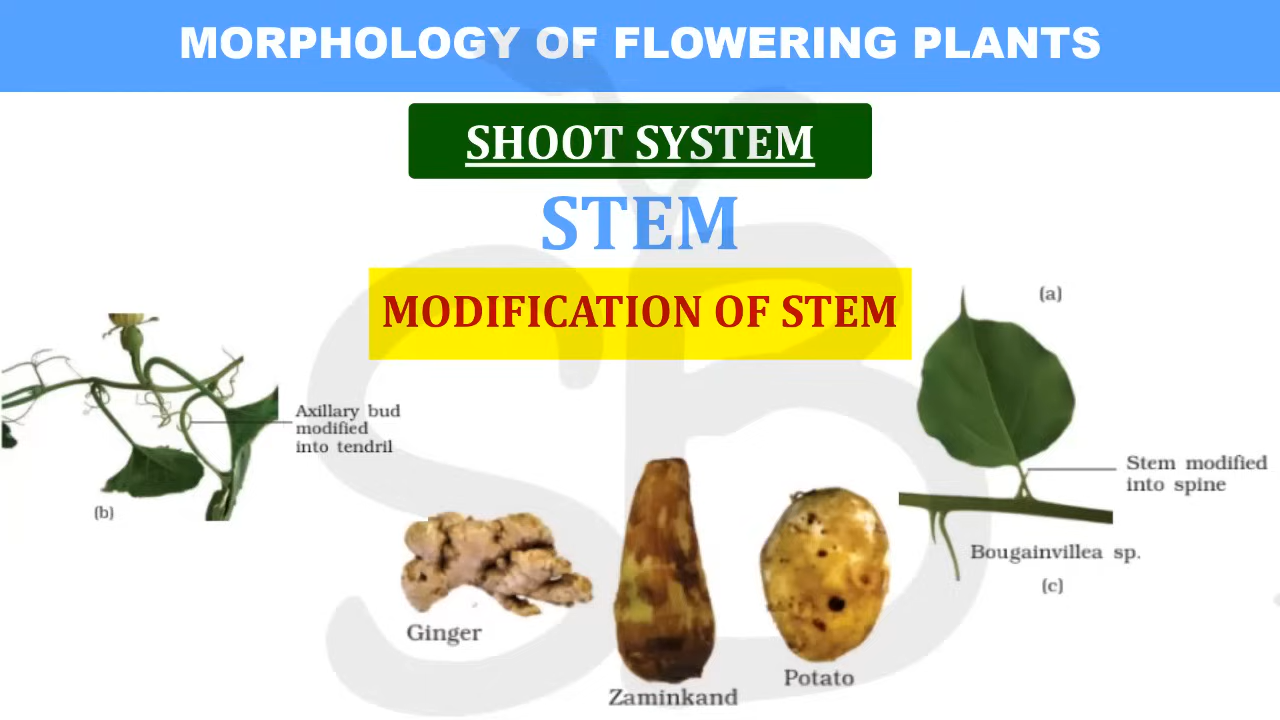 MORPHOLOGY OF FLOWERING PLANTS
SHOOT SYSTEM
STEM
MODIFICATION OF STEM
(a)
Axillary bud
modified
into tendril
(b)
Stem modified
into spine
Bougainvillea sp.
(c)
Ginger
Zaminkand
Potato
SB